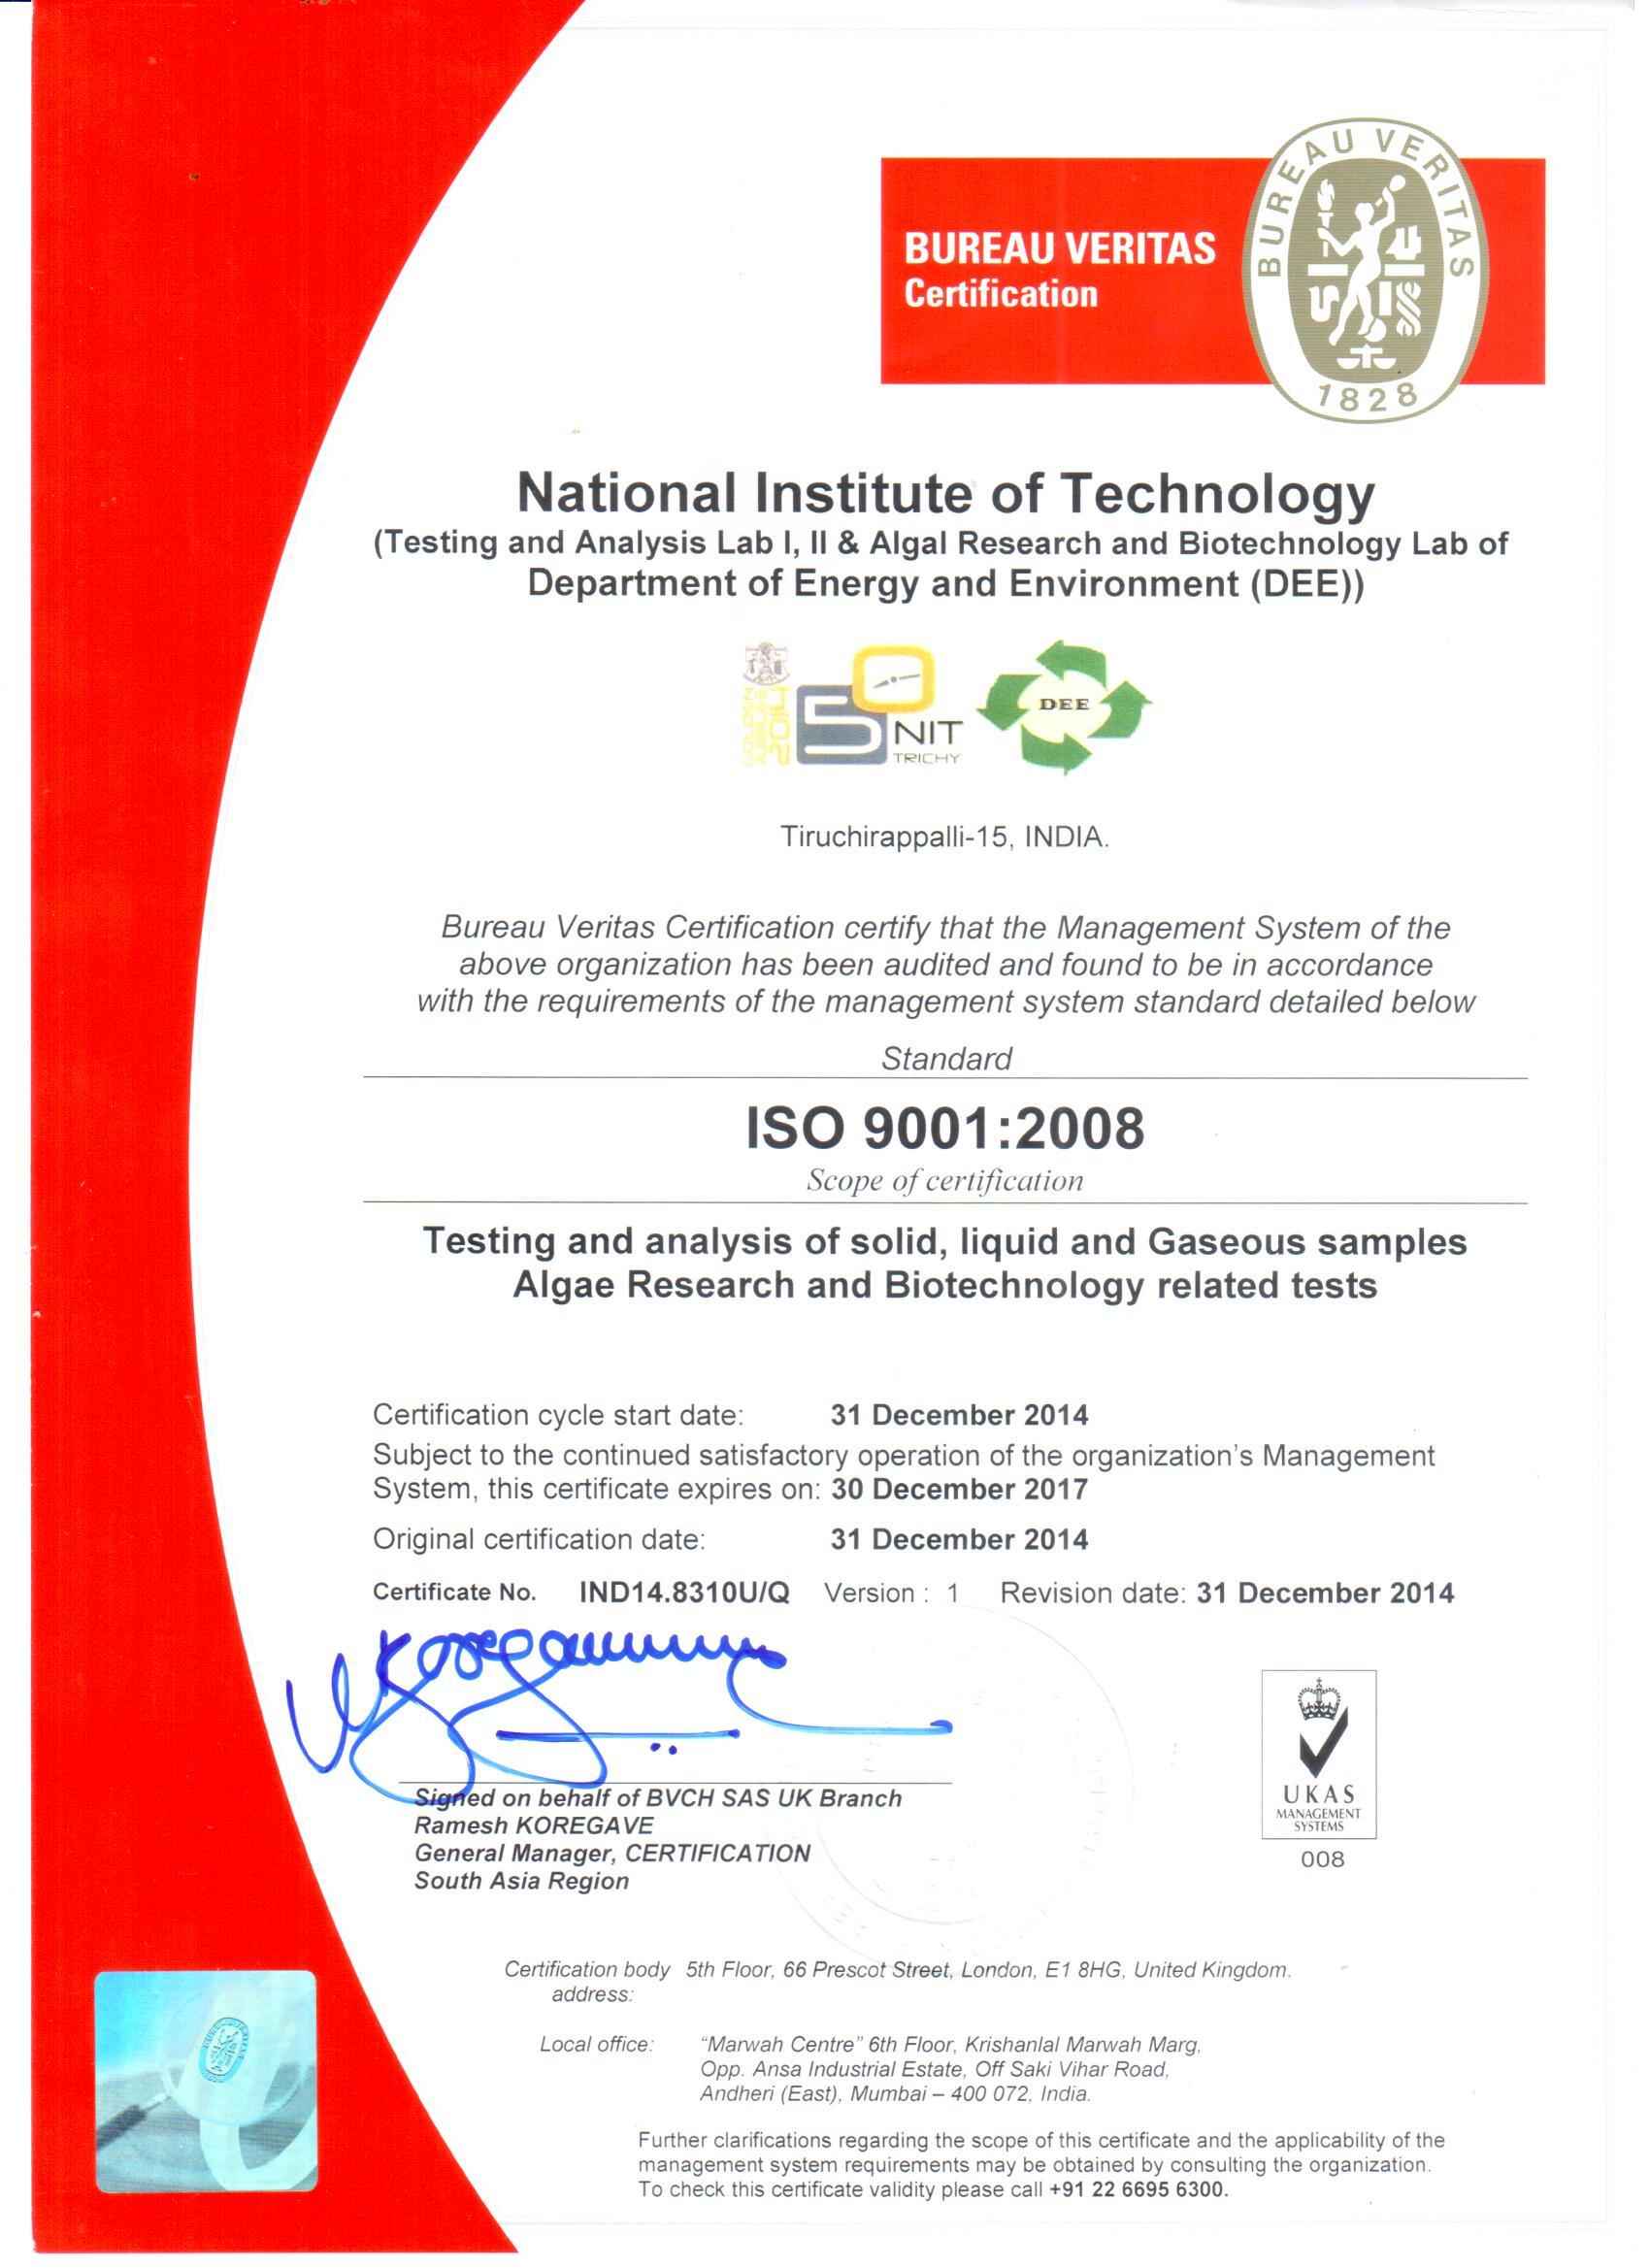 BUREAU VERITAS
Certification
BUREAU VERITAS
1828
National Institute of Technology
(Testing and Analysis Lab I, II & Algal Research and Biotechnology Lab of
Department of Energy and Environment (DEE))
50
NIT
TRICHY
DEE
Tiruchirappalli-15, INDIA.
Bureau Veritas Certification certify that the Management System of the
above organization has been audited and found to be in accordance
with the requirements of the management system standard detailed below
Standard
ISO 9001:2008
Scope of certification
Testing and analysis of solid, liquid and Gaseous samples
Algae Research and Biotechnology related tests
Certification cycle start date: 31 December 2014
Subject to the continued satisfactory operation of the organization's Management
System, this certificate expires on: 30 December 2017
Original certification date: 31 December 2014
Certificate No. IND14.8310U/Q Version : 1 Revision date: 31 December 2014
Signed on behalf of BVCH SAS UK Branch
Ramesh KOREGAVE
General Manager, CERTIFICATION
South Asia Region
UKAS
MANAGEMENT
SYSTEMS
008
Certification body 5th Floor, 66 Prescot Street, London, E1 8HG, United Kingdom.
address:
Local office: “Marwah Centre” 6th Floor, Krishanlal Marwah Marg,
Opp. Ansa Industrial Estate, Off Saki Vihar Road,
Andheri (East), Mumbai – 400 072, India.
Further clarifications regarding the scope of this certificate and the applicability of the
management system requirements may be obtained by consulting the organization.
To check this certificate validity please call +91 22 6695 6300.